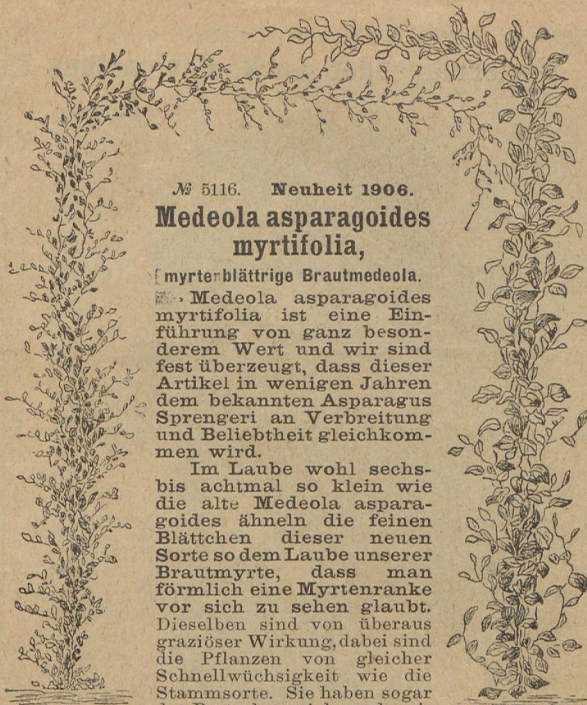 № 5116. Neuheit 1906.
Medeola asparagoides
myrtifolia,
myrtenblättrige Brautmedeola.
Medeola asparagoides
myrtifolia ist eine Ein-
führung von ganz beson-
derem Wert und wir sind
fest überzeugt, dass dieser
Artikel in wenigen Jahren
dem bekannten Asparagus
Sprengeri an Verbreitung
und Beliebtheit gleichkom-
men wird.
Im Laube wohl sechs-
bis achtmal so klein wie
die alte Medeola aspara-
goides ähneln die feinen
Blättchen dieser neuen
Sorte so dem Laube unserer
Brautmyrte, dass man
förmlich eine Myrtenranke
vor sich zu sehen glaubt.
Dieselben sind von überaus
graziöser Wirkung, dabei sind
die Pflanzen von gleicher
Schnellwüchsigkeit wie die
Stammsorte. Sie haben sogar